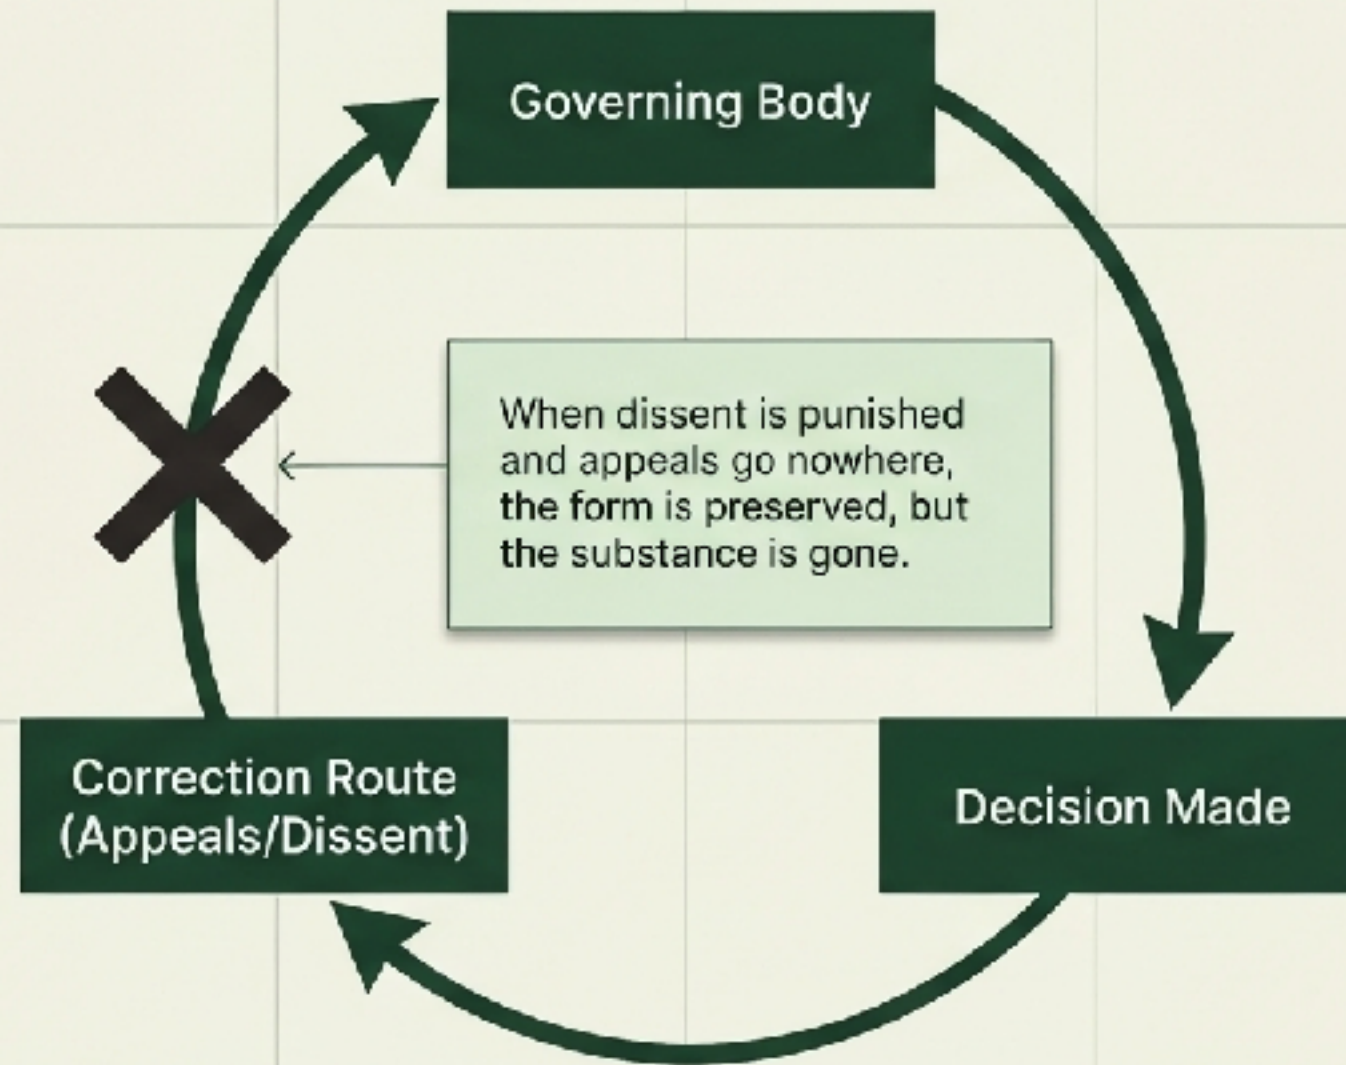 Governing Body
When dissent is punished
and appeals go nowhere,
the form is preserved, but
the substance is gone.
Correction Route
(Appeals/Dissent)
Decision Made